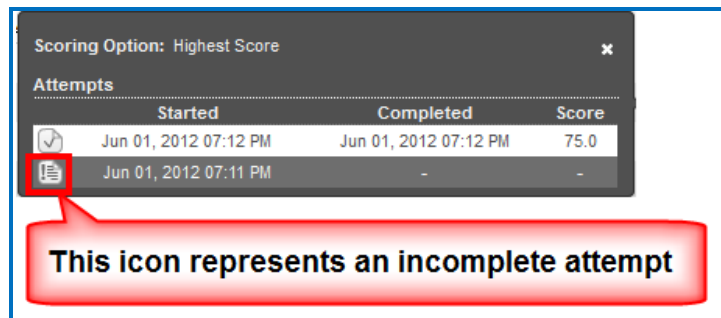 Scoring Option: Highest Score
Attempts
Started Completed Score
Jun 01, 2012 07:12 PM Jun 01, 2012 07:12 PM 75.0
Jun 01, 2012 07:11 PM - -
This icon represents an incomplete attempt